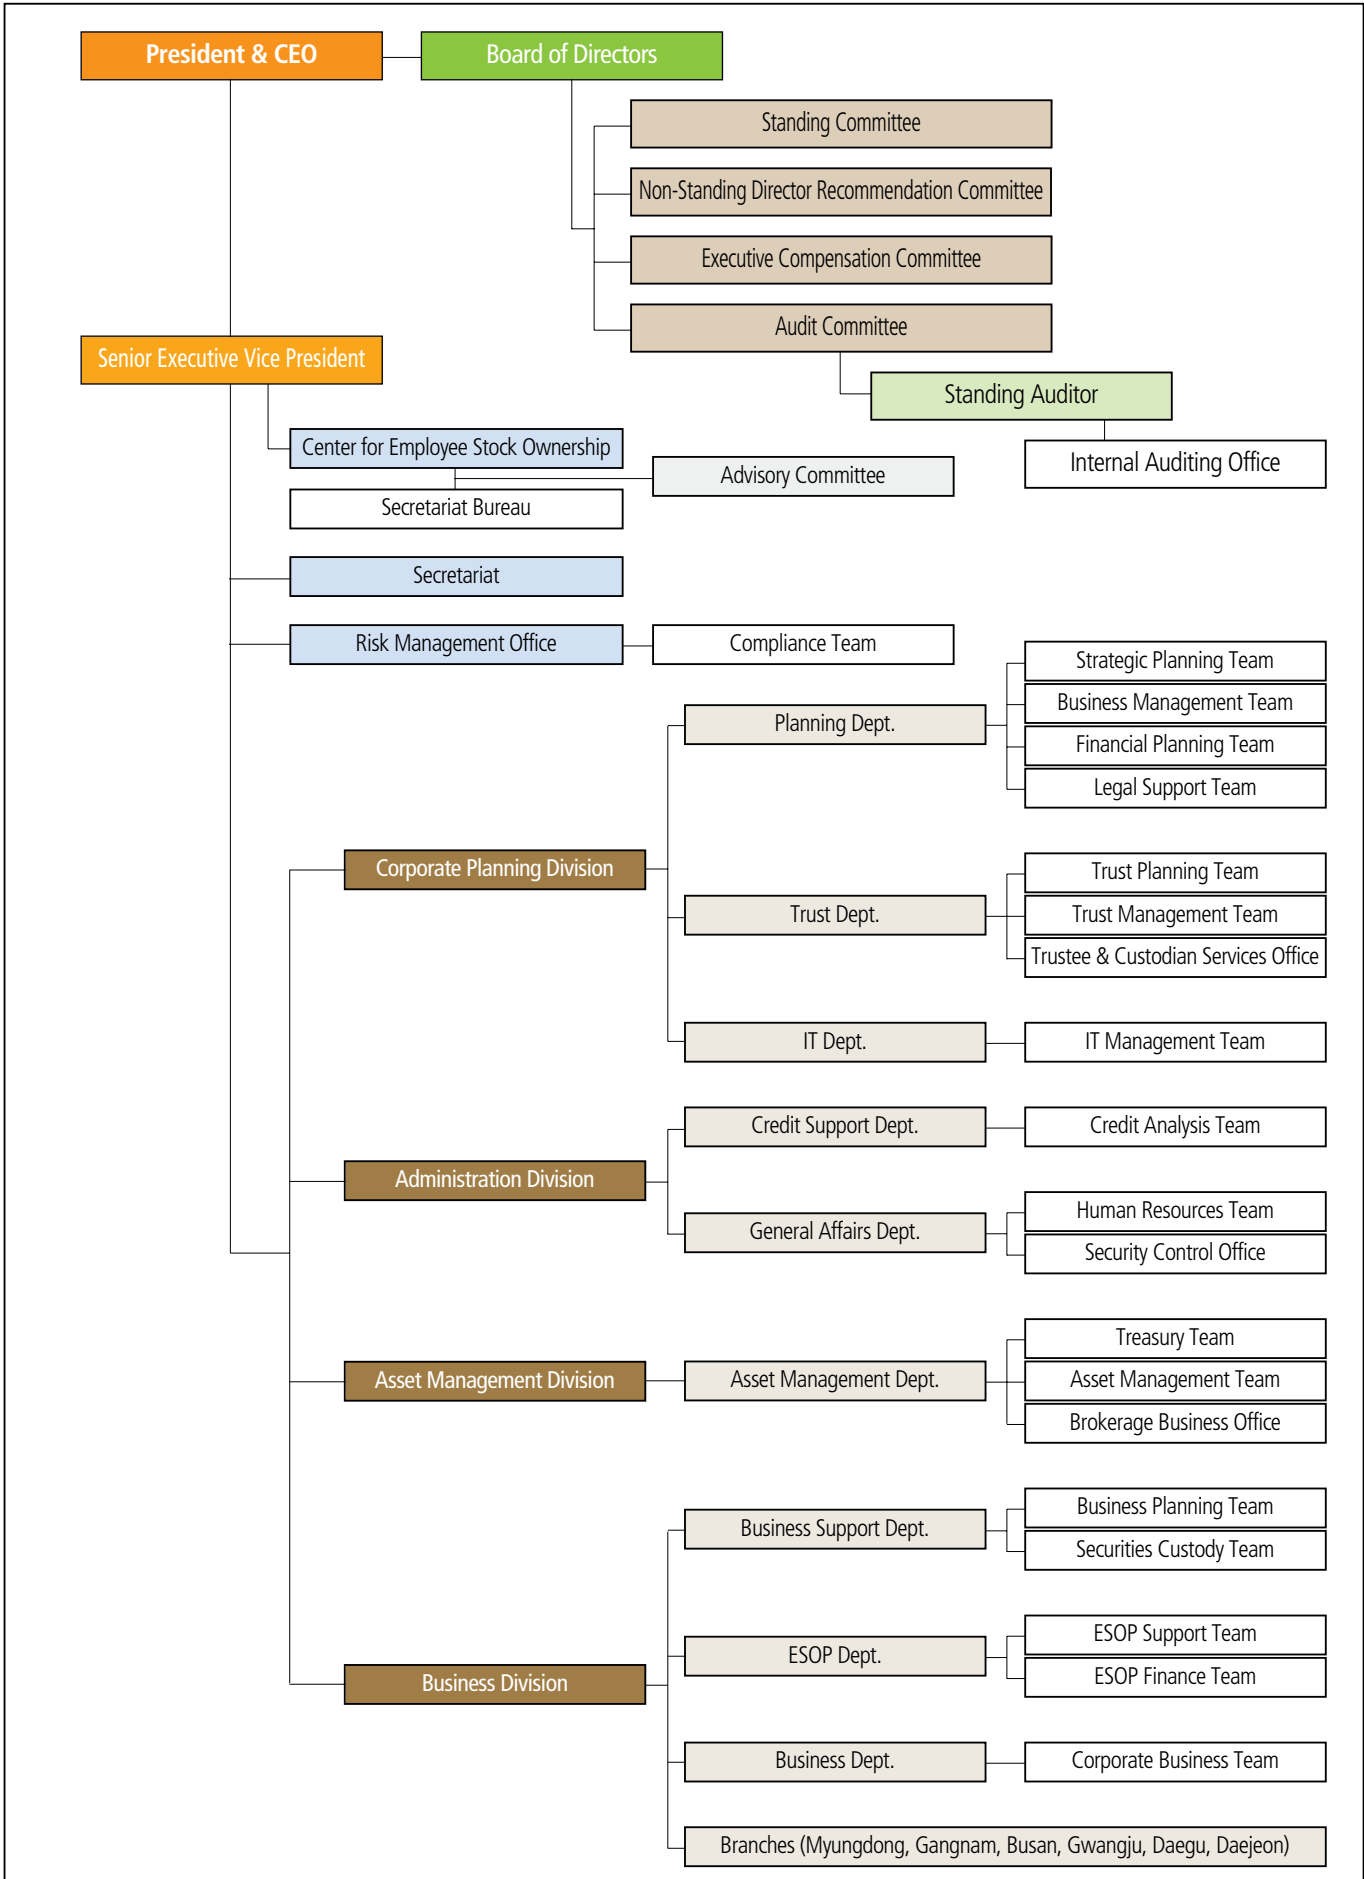 President & CEO
Board of Directors
Standing Committee
Non-Standing Director Recommendation Committee
Executive Compensation Committee
Audit Committee
Senior Executive Vice President
Standing Auditor
Center for Employee Stock Ownership
Internal Auditing Office
Advisory Committee
Secretariat Bureau
Secretariat
Risk Management Office
Compliance Team
Strategic Planning Team
Planning Dept.
Business Management Team
Financial Planning Team
Legal Support Team
Corporate Planning Division
Trust Planning Team
Trust Dept.
Trust Management Team
Trustee & Custodian Services Office
IT Dept.
IT Management Team
Credit Support Dept.
Credit Analysis Team
Administration Division
Human Resources Team
General Affairs Dept.
Security Control Office
Treasury Team
Asset Management Division
Asset Management Dept.
Asset Management Team
Brokerage Business Office
Business Planning Team
Business Support Dept.
Securities Custody Team
ESOP Support Team
ESOP Dept.
ESOP Finance Team
Business Division
Business Dept.
Corporate Business Team
Branches (Myungdong, Gangnam, Busan, Gwangju, Daegu, Daejeon)